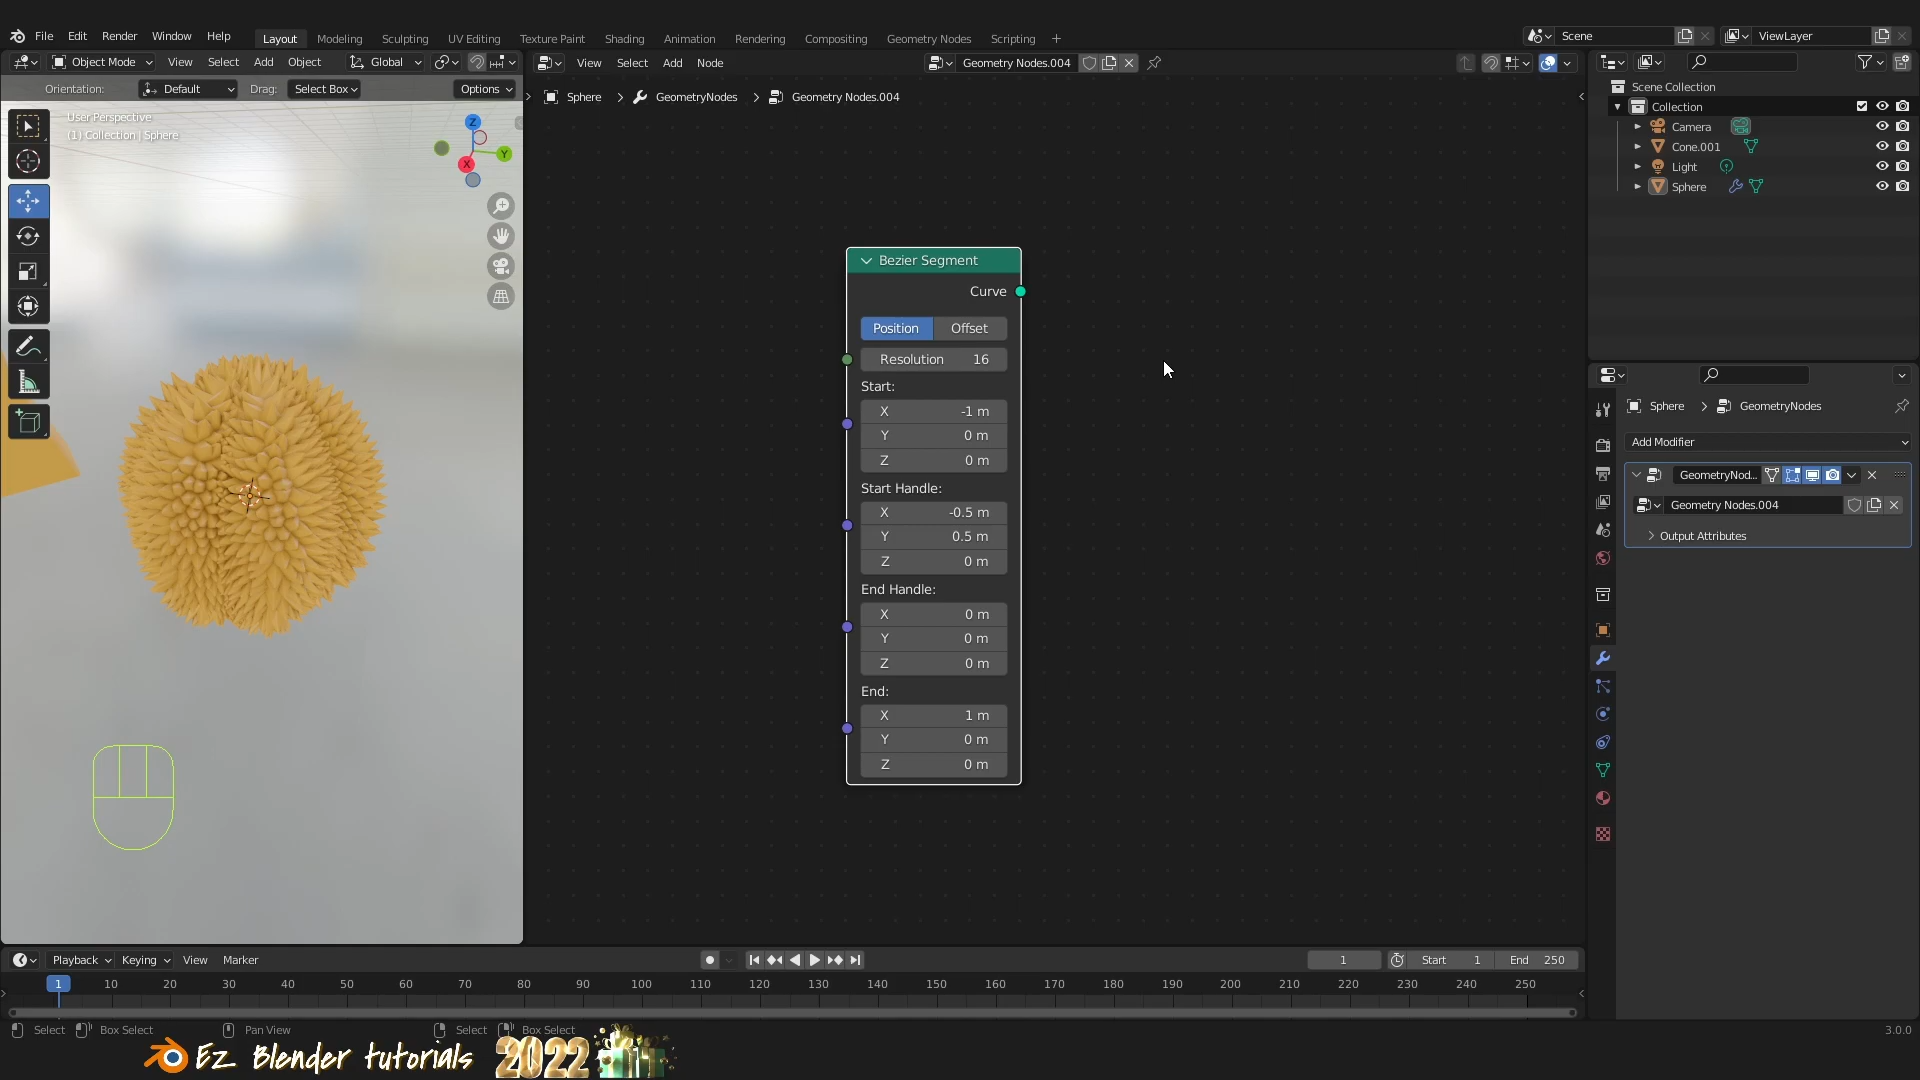 File Edit Render Window Help Layout Modeling Sculpting UV Editing Texture Paint Shading Animation Rendering Compositing Geometry Nodes Scripting + Scene ViewLayer
Object Mode View Select Add Object Global View Select Add Node Geometry Nodes.004
Orientation: Default Drag: Select Box Options
Sphere GeometryNodes Geometry Nodes.004
User Perspective
(1) Collection | Sphere
Z
Y
X
Scene Collection
Collection
Camera
Cone.001
Light
Sphere
Bezier Segment
Curve
Position Offset
Resolution 16
Start:
X -1 m
Y 0 m
Z 0 m
Start Handle:
X -0.5 m
Y 0.5 m
Z 0 m
End Handle:
X 0 m
Y 0 m
Z 0 m
End:
X 1 m
Y 0 m
Z 0 m
Sphere GeometryNodes
Add Modifier
GeometryNod...
Geometry Nodes.004
Output Attributes
Playback Keying View Marker 1 Start 1 End 250
1 10 20 30 40 50 60 70 80 90 100 110 120 130 140 150 160 170 180 190 200 210 220 230 240 250
Select Box Select Pan View Select Box Select 3.0.0
Ez Blender tutorials 2022